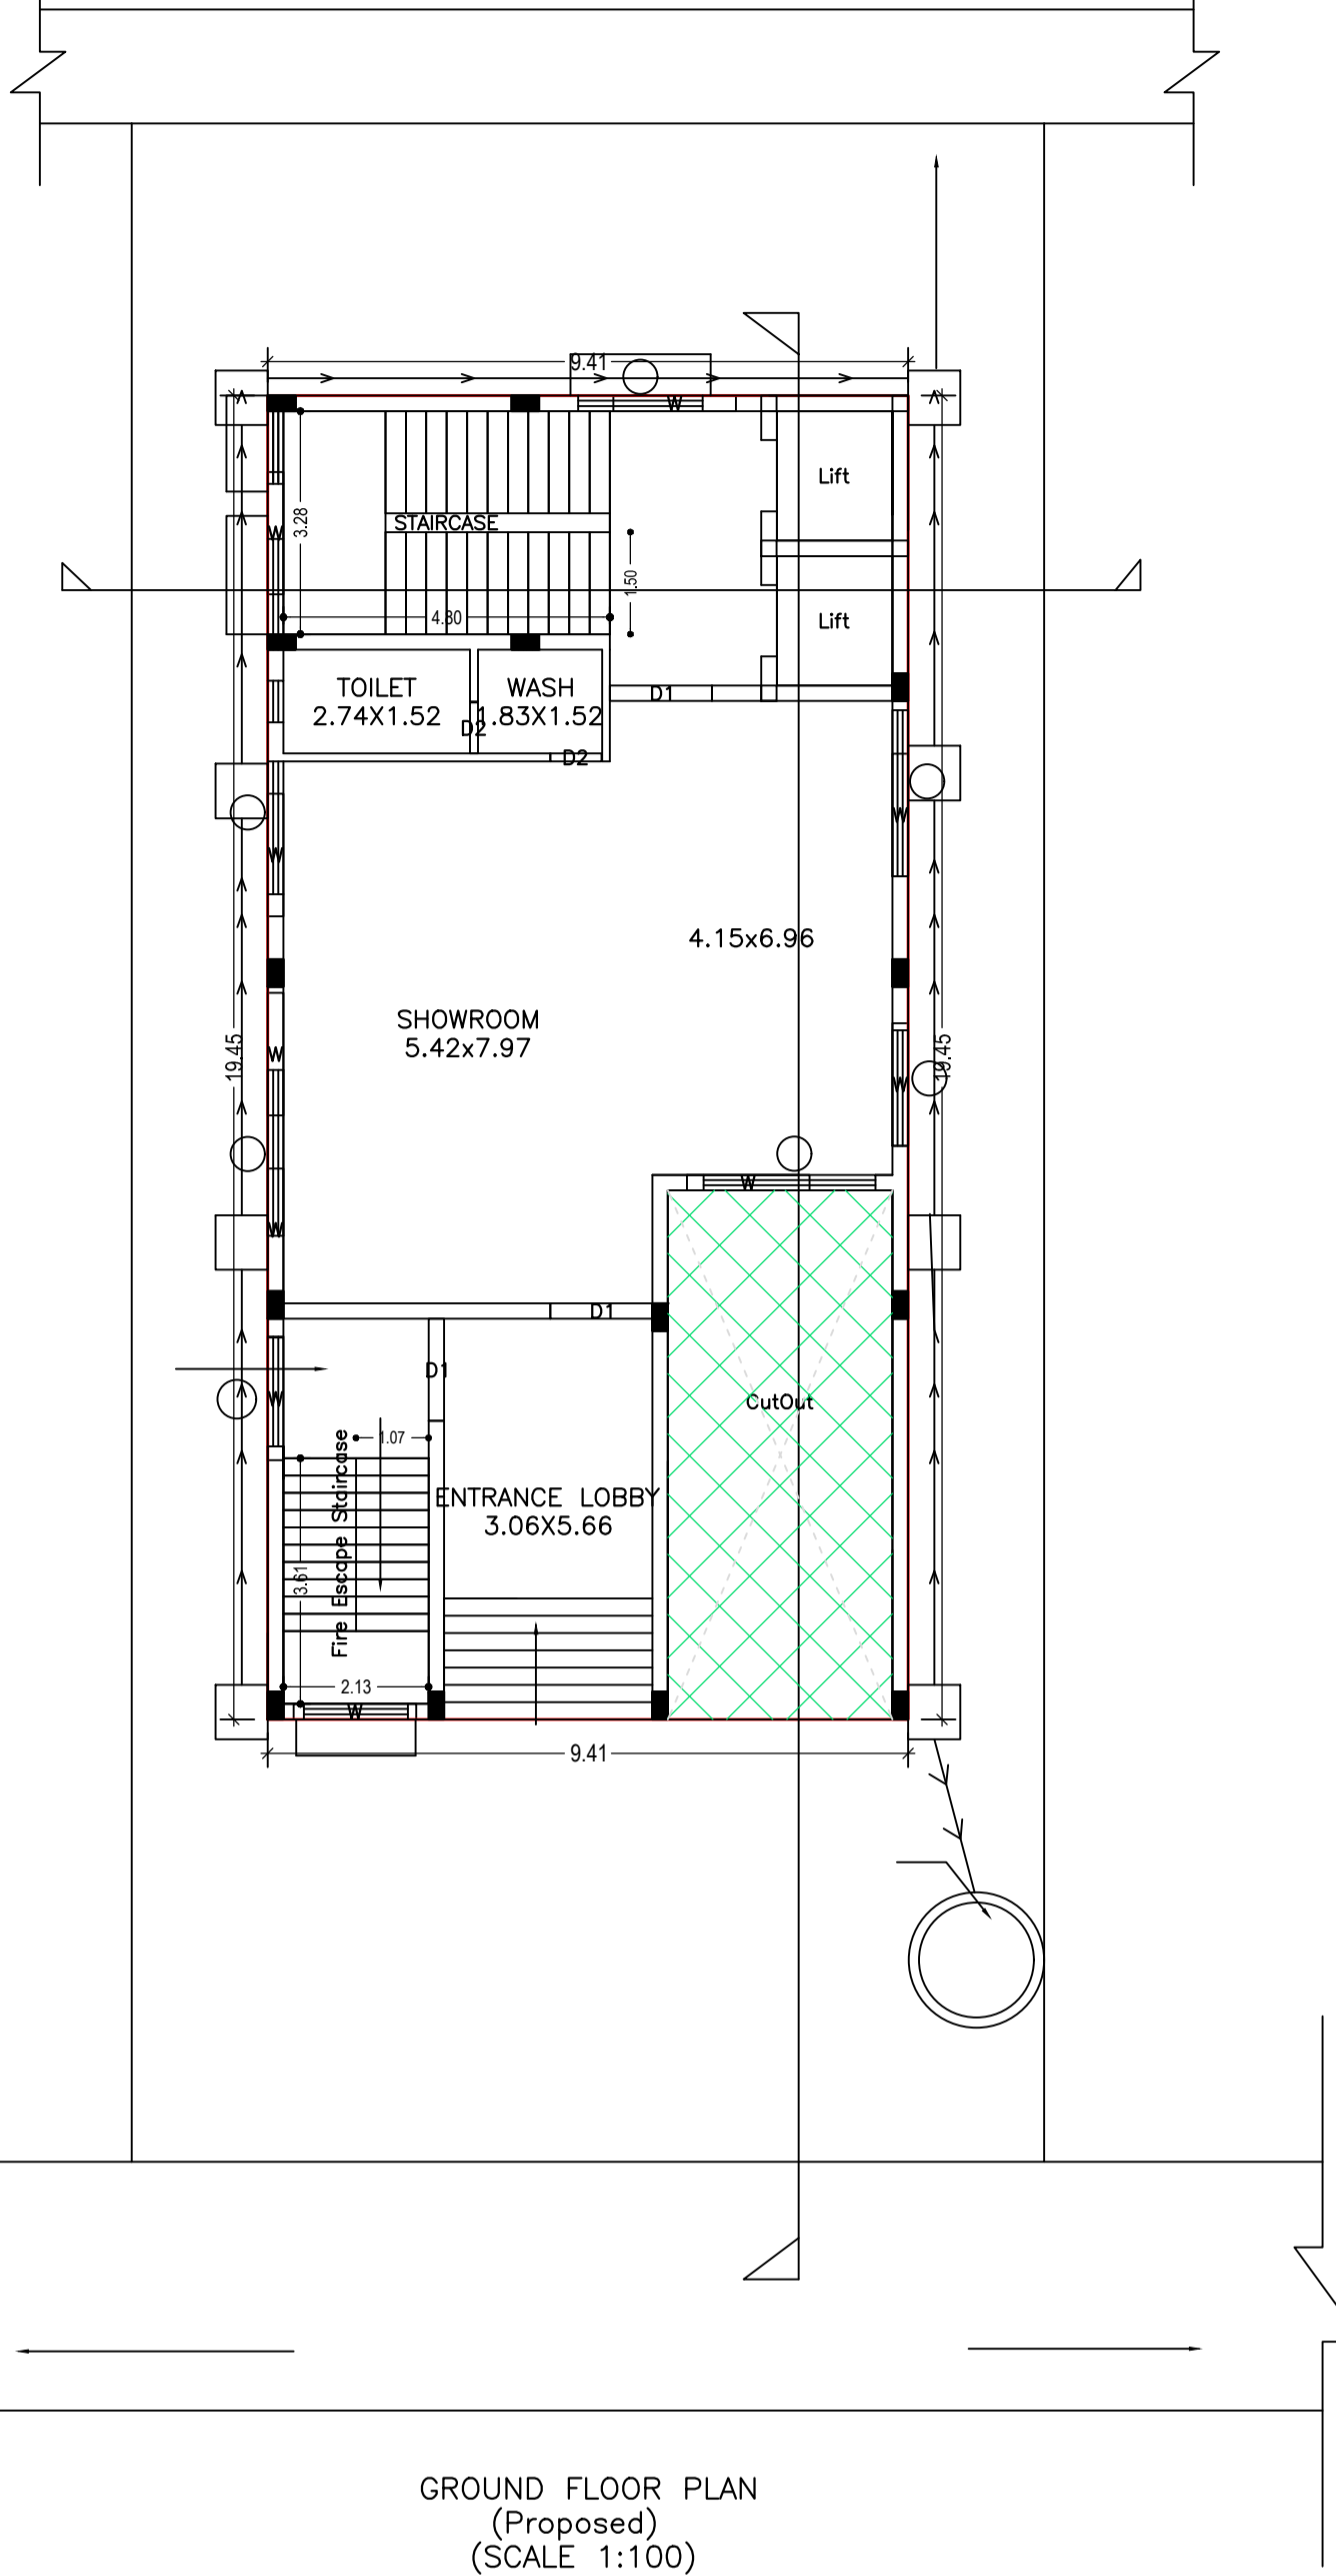 9.41
W
Lift
3.28
STAIRCASE
W
1.50
4.80
Lift
TOILET
2.74X1.52
WASH
1.83X1.52
D1
D2
D2
W
W
4.15x6.96
SHOWROOM
5.42x7.97
19.45
W
19.45
W
W
W
D1
D1
W
CutOut
1.07
Fire Escape Staircase
ENTRANCE LOBBY
3.06X5.66
3.61
2.13
W
9.41
GROUND FLOOR PLAN
(Proposed)
(SCALE 1:100)